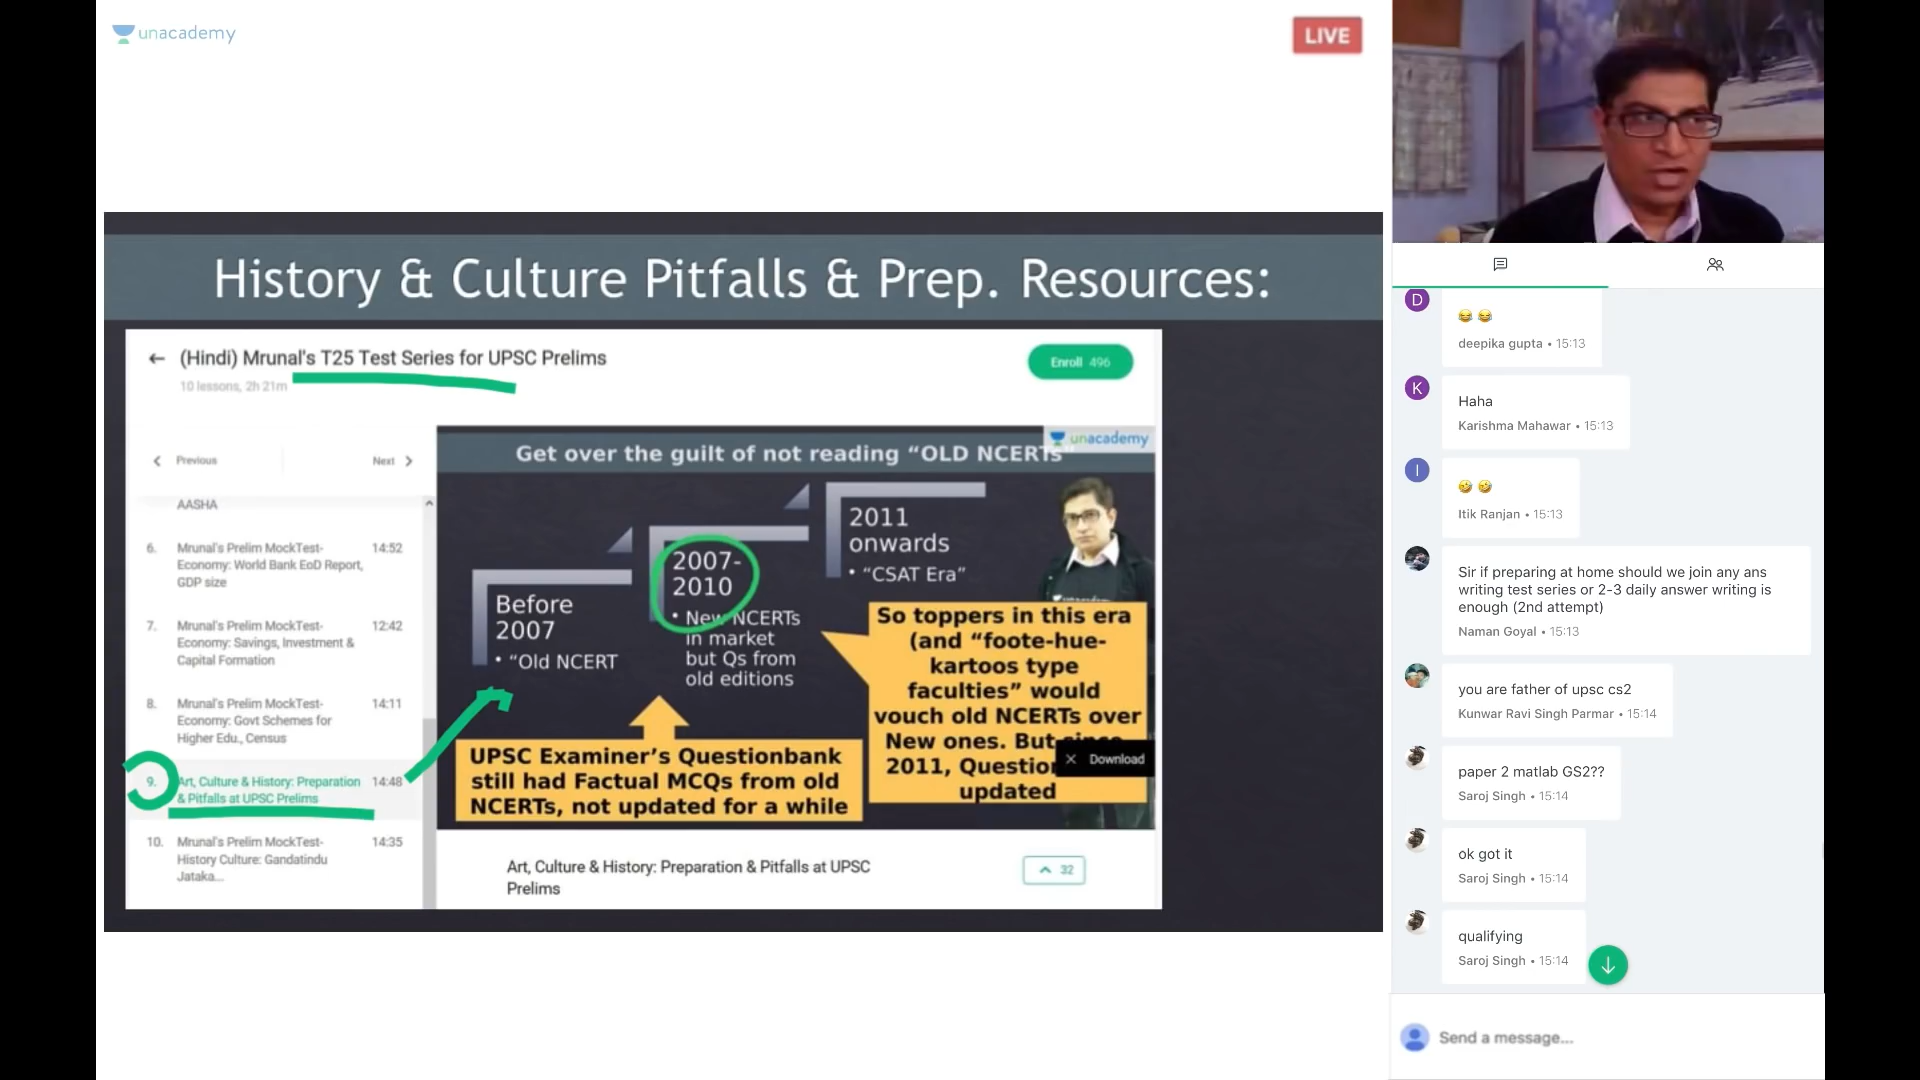 unacademy
LIVE
History & Culture Pitfalls & Prep. Resources:
(Hindi) Mrunal's T25 Test Series for UPSC Prelims
10 lessons, 2h 21m
Enroll 496
Previous
Next
AASHA
6. Mrunal's Prelim MockTest- 14:52
Economy: World Bank EoD Report,
GDP size
7. Mrunal's Prelim MockTest- 12:42
Economy: Savings, Investment &
Capital Formation
8. Mrunal's Prelim MockTest- 14:11
Economy: Govt Schemes for
Higher Edu., Census
9. Art, Culture & History: Preparation 14:48
& Pitfalls at UPSC Prelims
10. Mrunal's Prelim MockTest- 14:35
History Culture: Gandatindu
Jataka...
unacademy
Get over the guilt of not reading “OLD NCERTs”
Before
2007
• “Old NCERT
2007-
2010
• New NCERTs
in market
but Qs from
old editions
2011
onwards
• “CSAT Era”
UPSC Examiner’s Questionbank
still had Factual MCQs from old
NCERTs, not updated for a while
So toppers in this era
(and “foote-hue-
kartoos type
faculties” would
vouch old NCERTs over
New ones. But since
2011, Question
updated
Download
Art, Culture & History: Preparation & Pitfalls at UPSC
Prelims
32
D
😂 😂
deepika gupta • 15:13
K
Haha
Karishma Mahawar • 15:13
I
🤣 🤣
Itik Ranjan • 15:13
Sir if preparing at home should we join any ans
writing test series or 2-3 daily answer writing is
enough (2nd attempt)
Naman Goyal • 15:13
you are father of upsc cs2
Kunwar Ravi Singh Parmar • 15:14
paper 2 matlab GS2??
Saroj Singh • 15:14
ok got it
Saroj Singh • 15:14
qualifying
Saroj Singh • 15:14
Send a message...